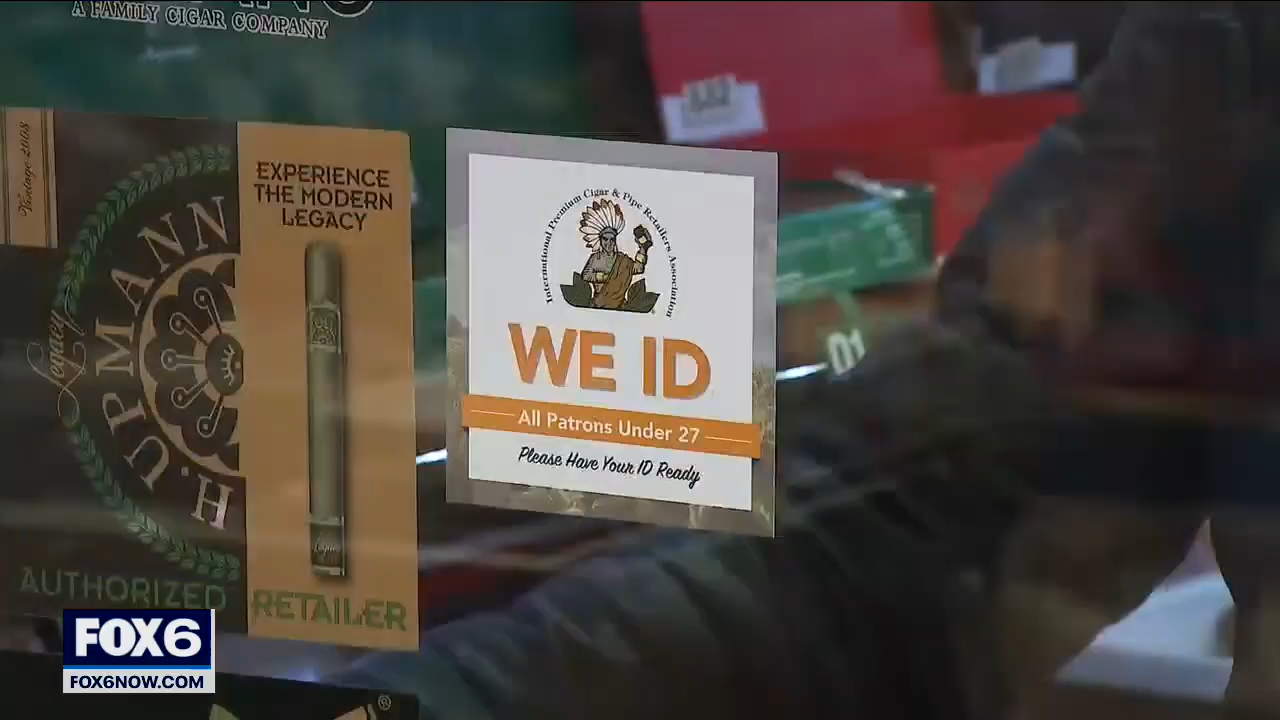 A FAMILY CIGAR COMPANY
Vintage 2008
EXPERIENCE
THE MODERN
LEGACY
H. UPMANN
Legacy
AUTHORIZED RETAILER
International Premium Cigar & Pipe Retailers Association
WE ID
All Patrons Under 27
Please Have Your ID Ready
01
FOX6
FOX6NOW.COM